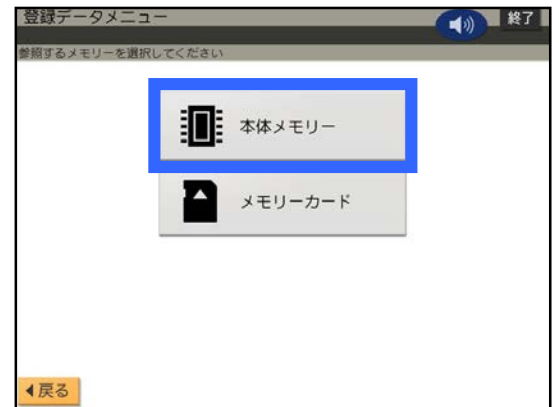 登録データメニュー
終了
参照するメモリーを選択してください
本体メモリー
メモリーカード
戻る